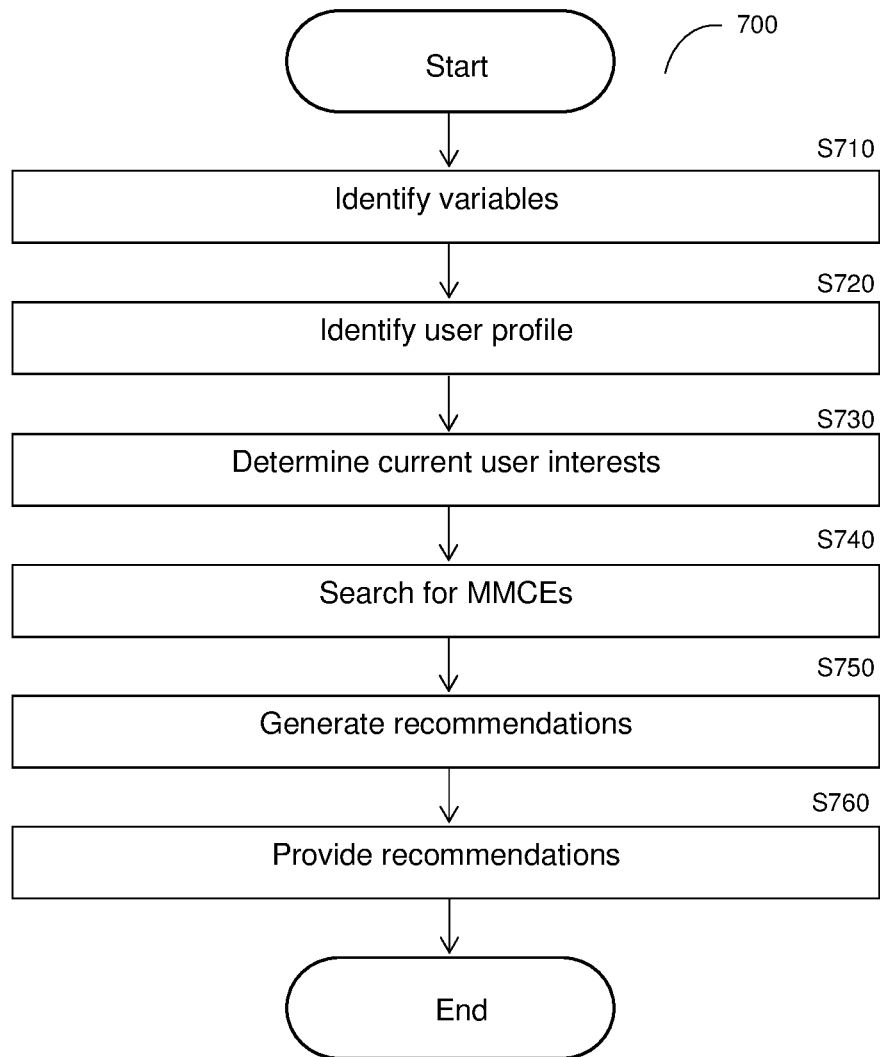 Start
700
S710
Identify variables
S720
Identify user profile
S730
Determine current user interests
S740
Search for MMCEs
S750
Generate recommendations
S760
Provide recommendations
End